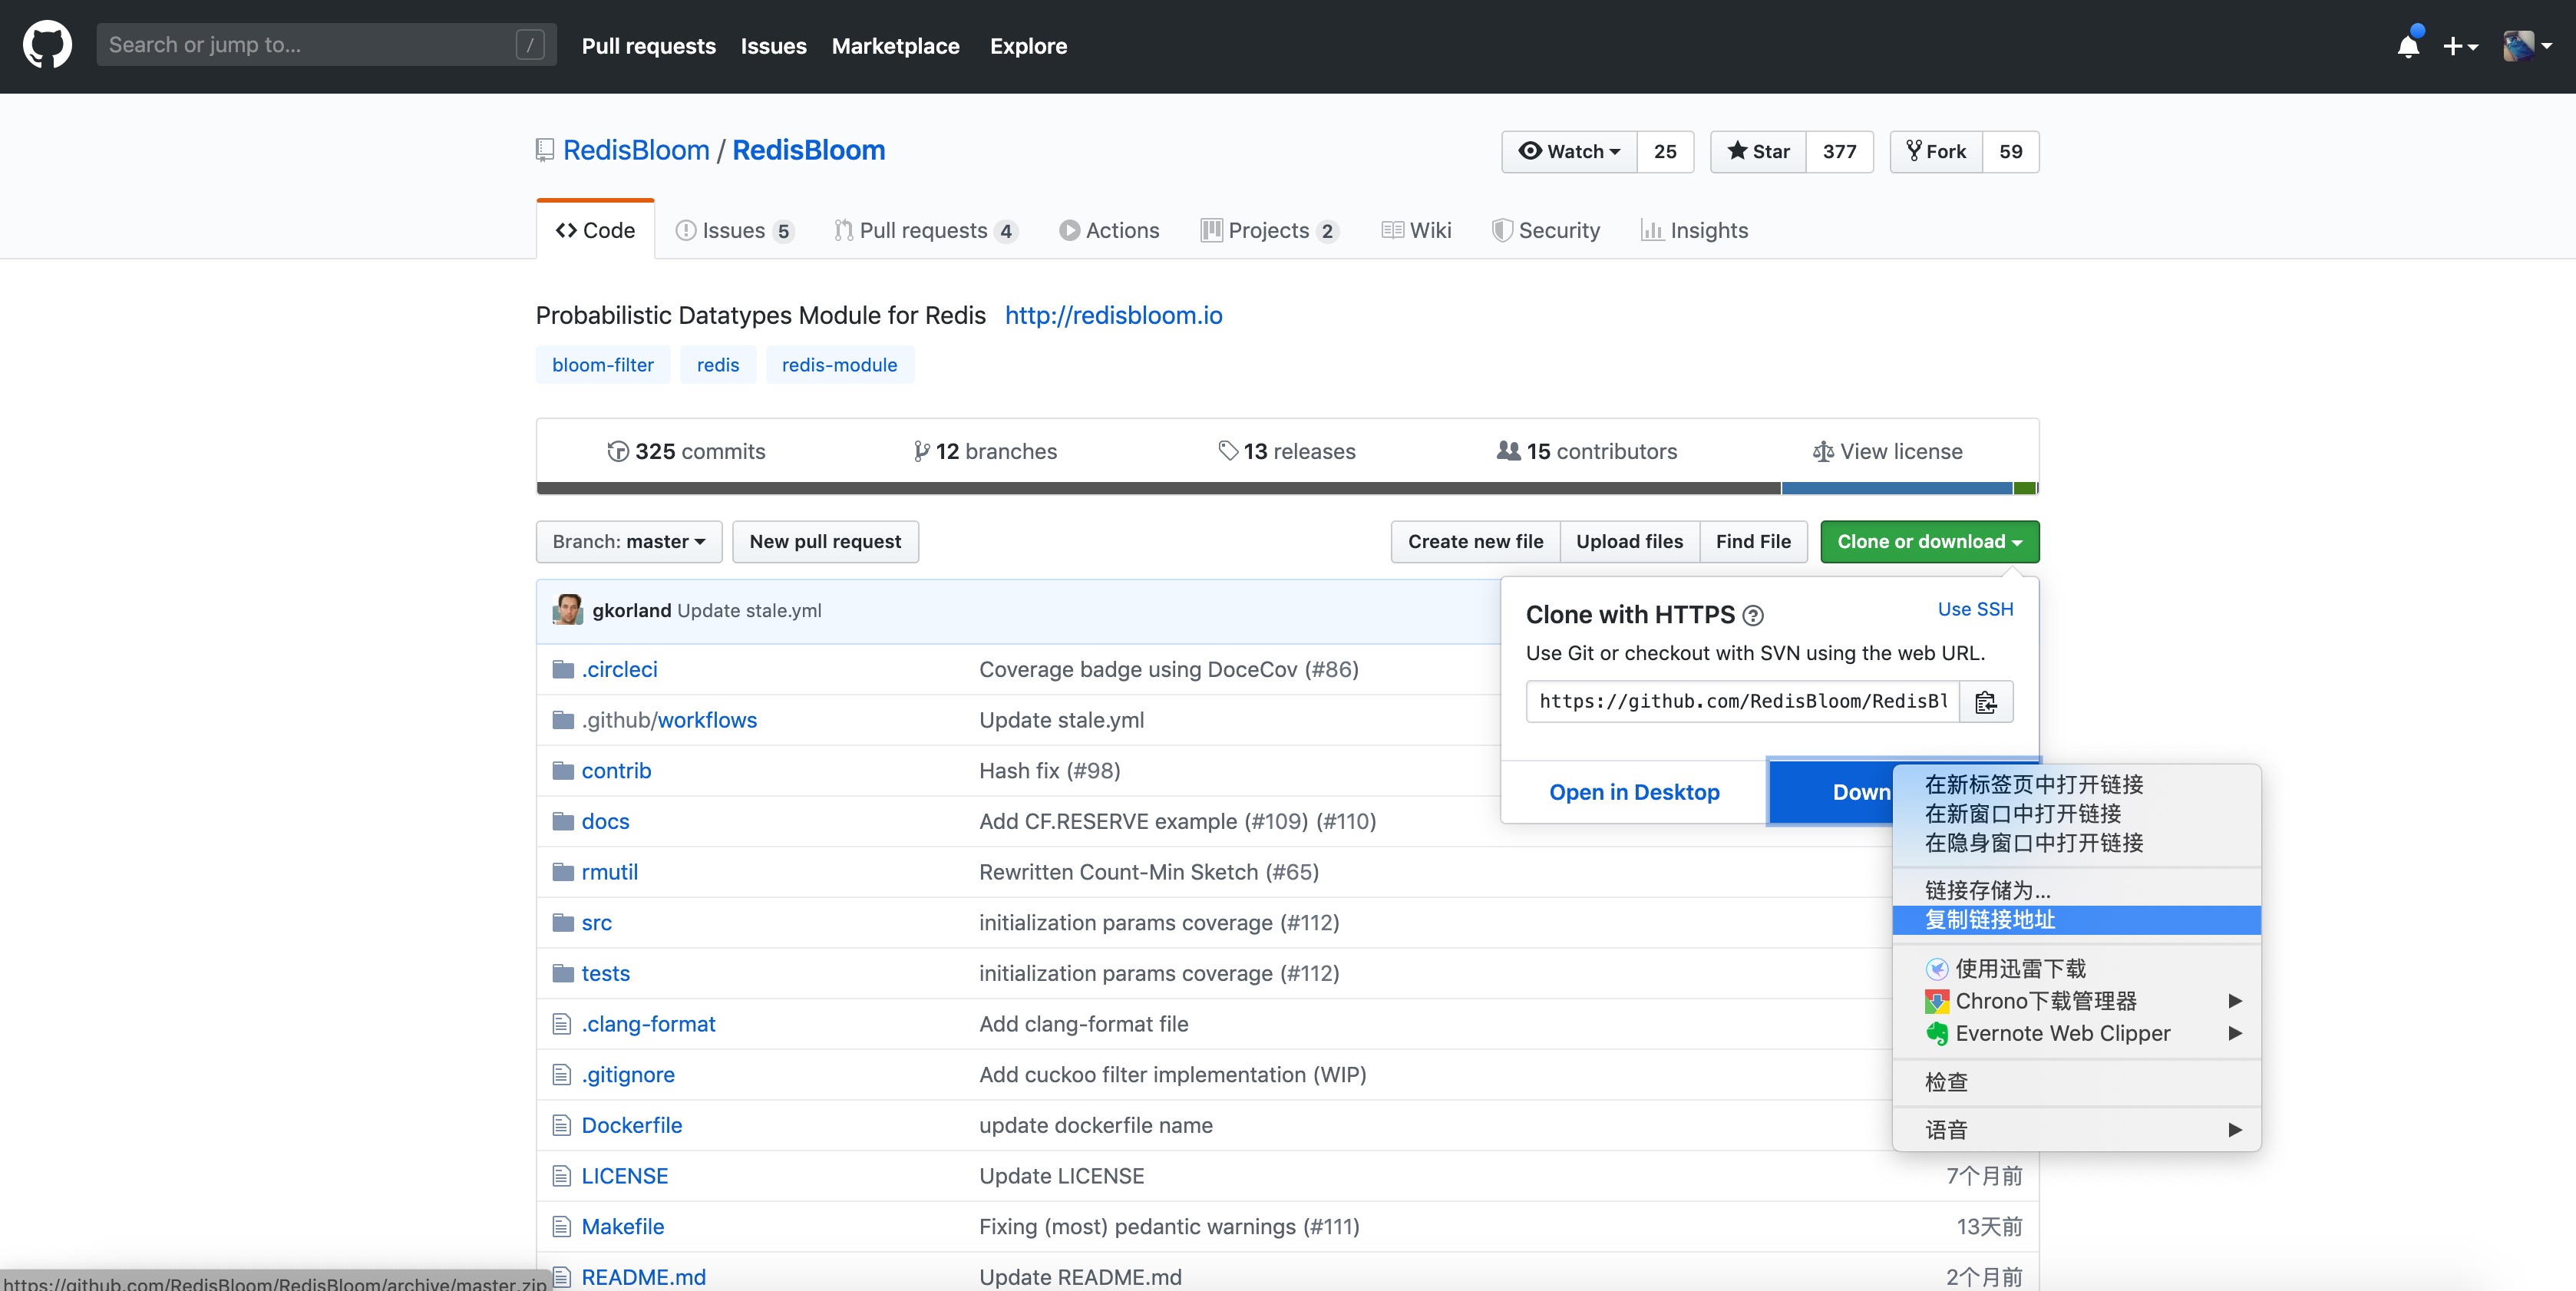 Search or jump to...
/
Pull requests
Issues
Marketplace
Explore
RedisBloom / RedisBloom
Watch 25
Star 377
Fork 59
Code
Issues 5
Pull requests 4
Actions
Projects 2
Wiki
Security
Insights
Probabilistic Datatypes Module for Redis http://redisbloom.io
bloom-filter
redis
redis-module
325 commits
12 branches
13 releases
15 contributors
View license
Branch: master
New pull request
Create new file
Upload files
Find File
Clone or download
gkorland Update stale.yml
Clone with HTTPS
Use SSH
Use Git or checkout with SVN using the web URL.
https://github.com/RedisBloom/RedisBl
Open in Desktop
Down
.circleci Coverage badge using DoceCov (#86)
.github/workflows Update stale.yml
contrib Hash fix (#98)
docs Add CF.RESERVE example (#109) (#110)
rmutil Rewritten Count-Min Sketch (#65)
src initialization params coverage (#112)
tests initialization params coverage (#112)
.clang-format Add clang-format file
.gitignore Add cuckoo filter implementation (WIP)
Dockerfile update dockerfile name
LICENSE Update LICENSE 7个月前
Makefile Fixing (most) pedantic warnings (#111) 13天前
README.md Update README.md 2个月前
在新标签页中打开链接
在新窗口中打开链接
在隐身窗口中打开链接
链接存储为...
复制链接地址
使用迅雷下载
Chrono下载管理器
Evernote Web Clipper
检查
语音
https://github.com/RedisBloom/RedisBloom/archive/master.zip